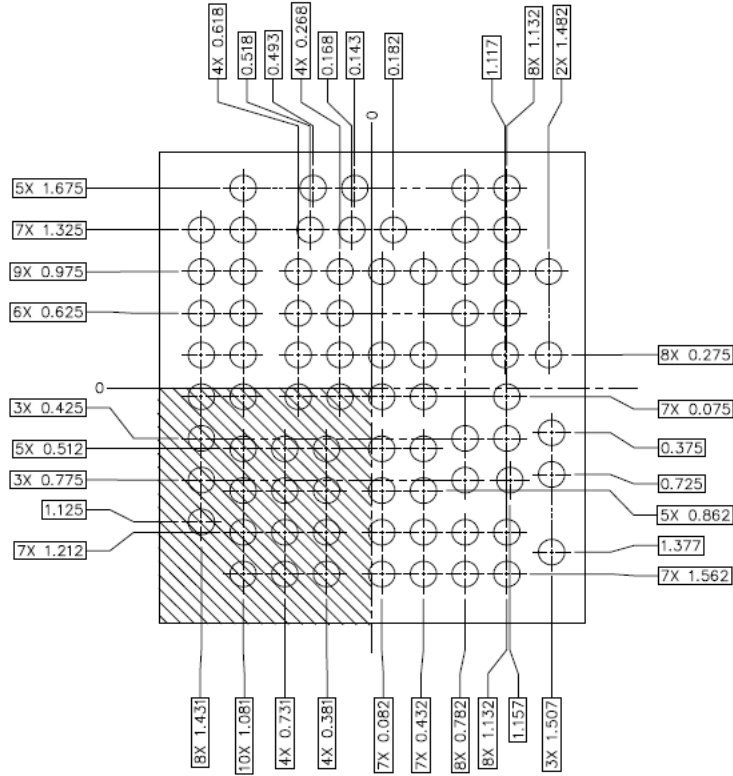 4X 0.618
0.518
0.493
4X 0.268
0.168
0.143
0.182
1.117
8X 1.132
2X 1.482
0
5X 1.675
7X 1.325
9X 0.975
6X 0.625
8X 0.275
0
3X 0.425
7X 0.075
5X 0.512
0.375
3X 0.775
0.725
1.125
5X 0.862
7X 1.212
1.377
7X 1.562
8X 1.431
10X 1.081
4X 0.731
4X 0.381
7X 0.082
7X 0.432
8X 0.782
8X 1.132
1.157
3X 1.507